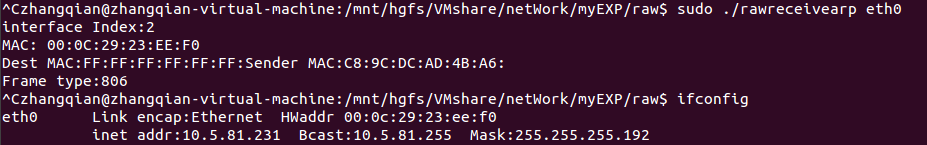 ^Czhangqian@zhangqian-virtual-machine:/mnt/hgfs/VMshare/netWork/myEXP/raw$ sudo ./rawreceivearp eth0
interface Index:2
MAC: 00:0C:29:23:EE:F0
Dest MAC:FF:FF:FF:FF:FF:FF:Sender MAC:C8:9C:DC:AD:4B:A6:
Frame type:806
^Czhangqian@zhangqian-virtual-machine:/mnt/hgfs/VMshare/netWork/myEXP/raw$ ifconfig
eth0      Link encap:Ethernet  HWaddr 00:0c:29:23:ee:f0
          inet addr:10.5.81.231  Bcast:10.5.81.255  Mask:255.255.255.192